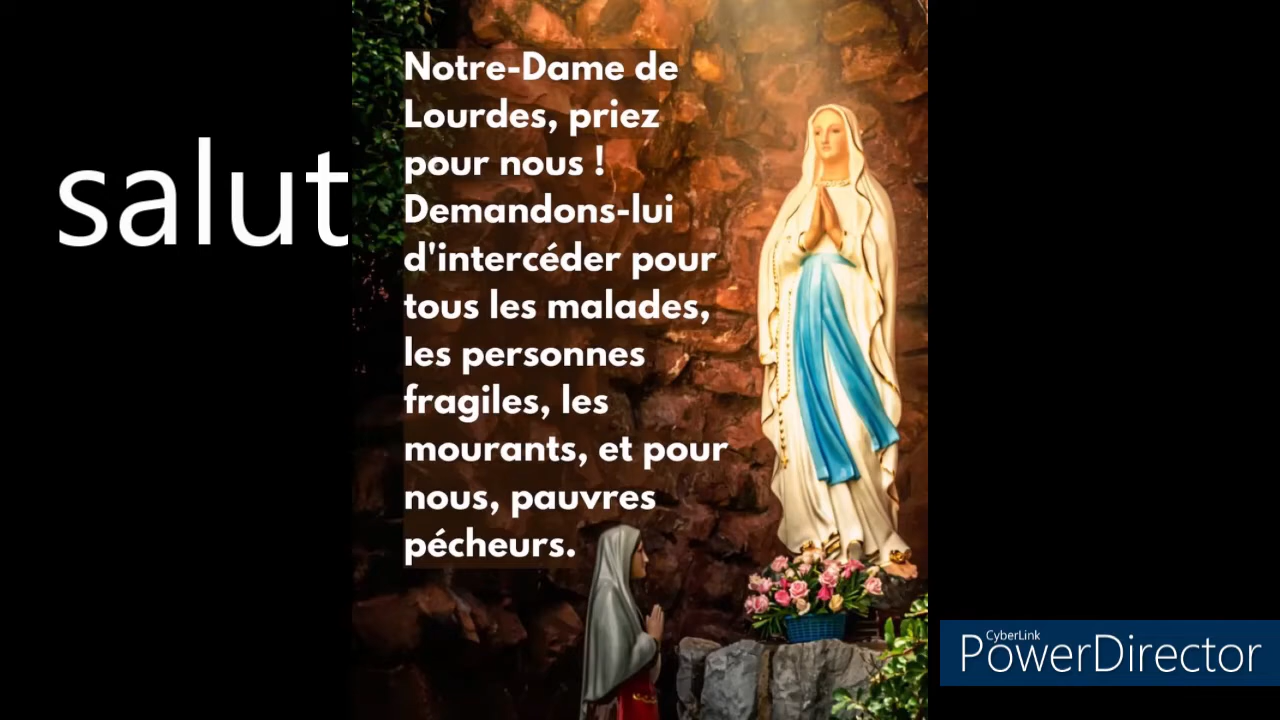 salut
Notre-Dame de
Lourdes, priez
pour nous !
Demandons-lui
d'intercéder pour
tous les malades,
les personnes
fragiles, les
mourants, et pour
nous, pauvres
pécheurs.
CyberLink
PowerDirector